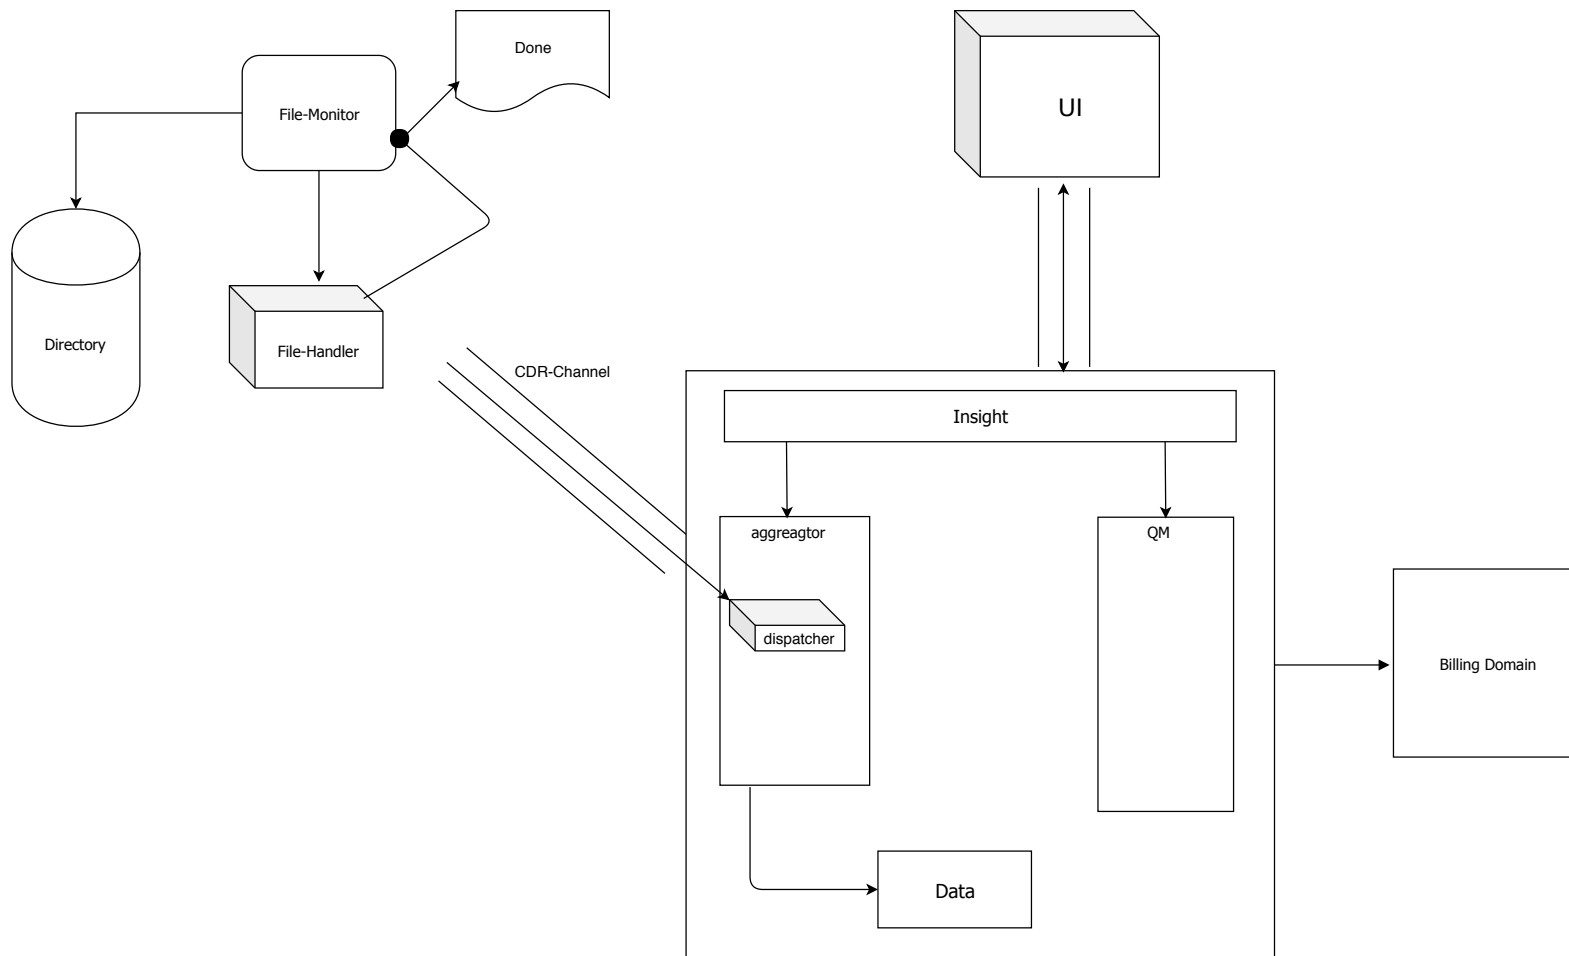 Done
UI
File-Monitor
Directory
File-Handler
CDR-Channel
Insight
aggreagtor
QM
dispatcher
Billing Domain
Data